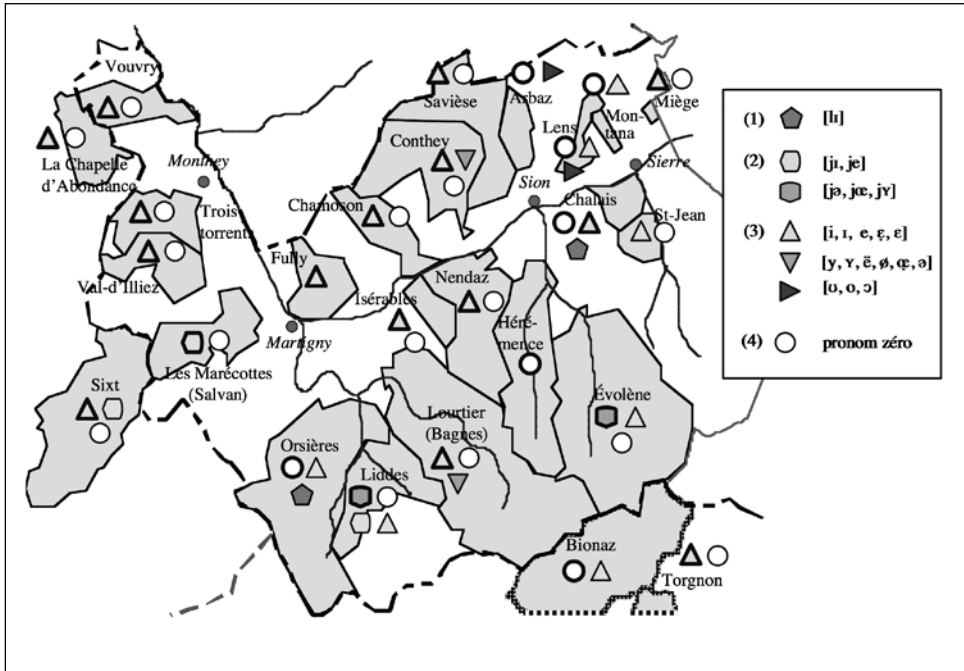 Vouvry
La Chapelle
d'Abondance
Monthey
Trois
torrents
Val-d'Illiez
Les Marécottes
(Salvan)
Sixt
Martigny
Fully
Chamoson
Conthey
Savièse
Arbaz
Lens
Mon-
tana
Miège
Sierre
Sion
Chalais
St-Jean
Isérables
Nendaz
Héré-
mence
Évolène
Lourtier
(Bagnes)
Orsières
Liddes
Bionaz
Torgnon
(1) [lɪ]
(2) [jɪ, je]
[jə, jœ, jʏ]
(3) [i, ɪ, e, ẹ, ɛ]
[y, ʏ, ë, ø, œ̣, ə]
[ʊ, o, ɔ]
(4) pronom zéro